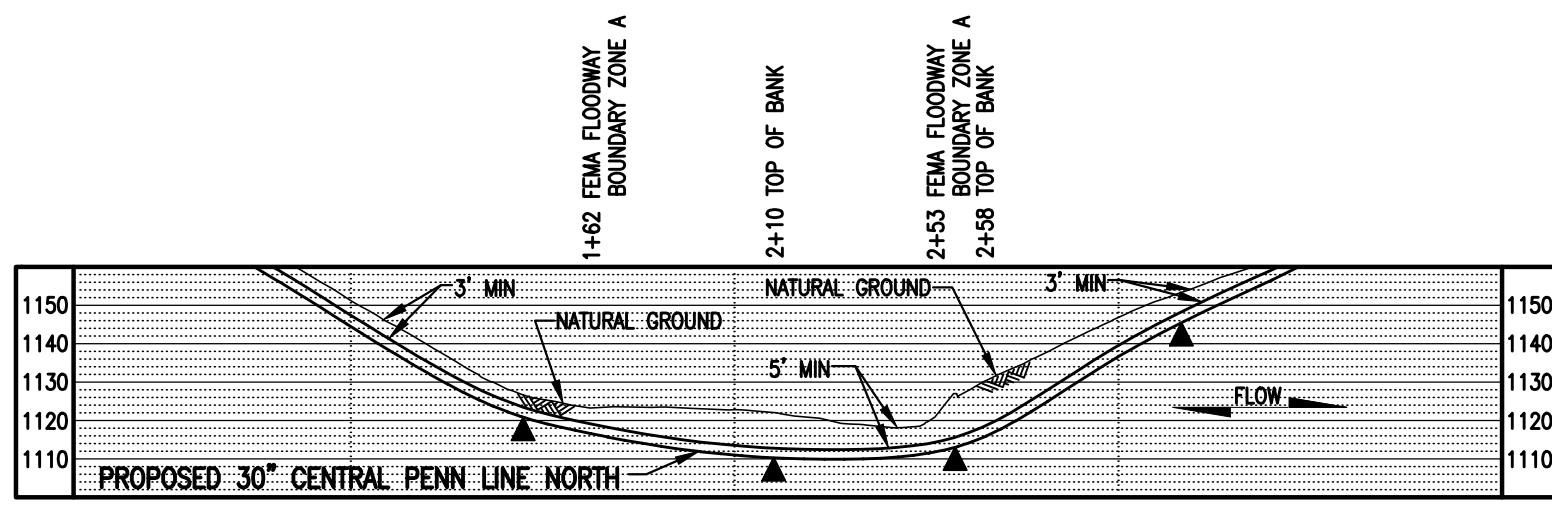 1+62 FEMA FLOODWAY
BOUNDARY ZONE A
2+10 TOP OF BANK
2+53 FEMA FLOODWAY
BOUNDARY ZONE A
2+58 TOP OF BANK
3' MIN
NATURAL GROUND
3' MIN
1150
1150
NATURAL GROUND
1140
1140
5' MIN
1130
1130
FLOW
1120
1120
1110
1110
PROPOSED 30" CENTRAL PENN LINE NORTH